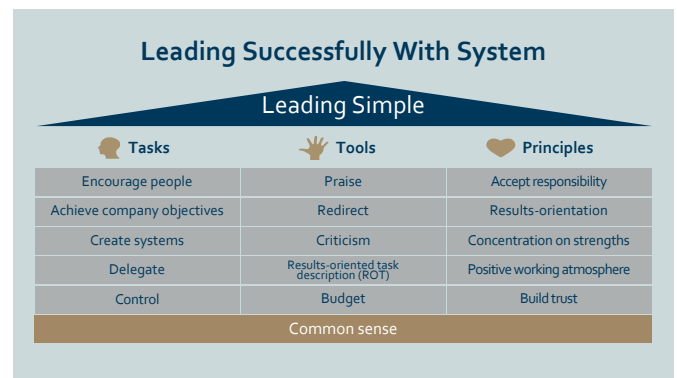 Leading Successfully With System
Leading Simple
Tasks
Tools
Principles
Encourage people
Praise
Accept responsibility
Achieve company objectives
Redirect
Results-orientation
Create systems
Criticism
Concentration on strengths
Delegate
Results-oriented task
description (ROT)
Positive working atmosphere
Control
Budget
Build trust
Common sense